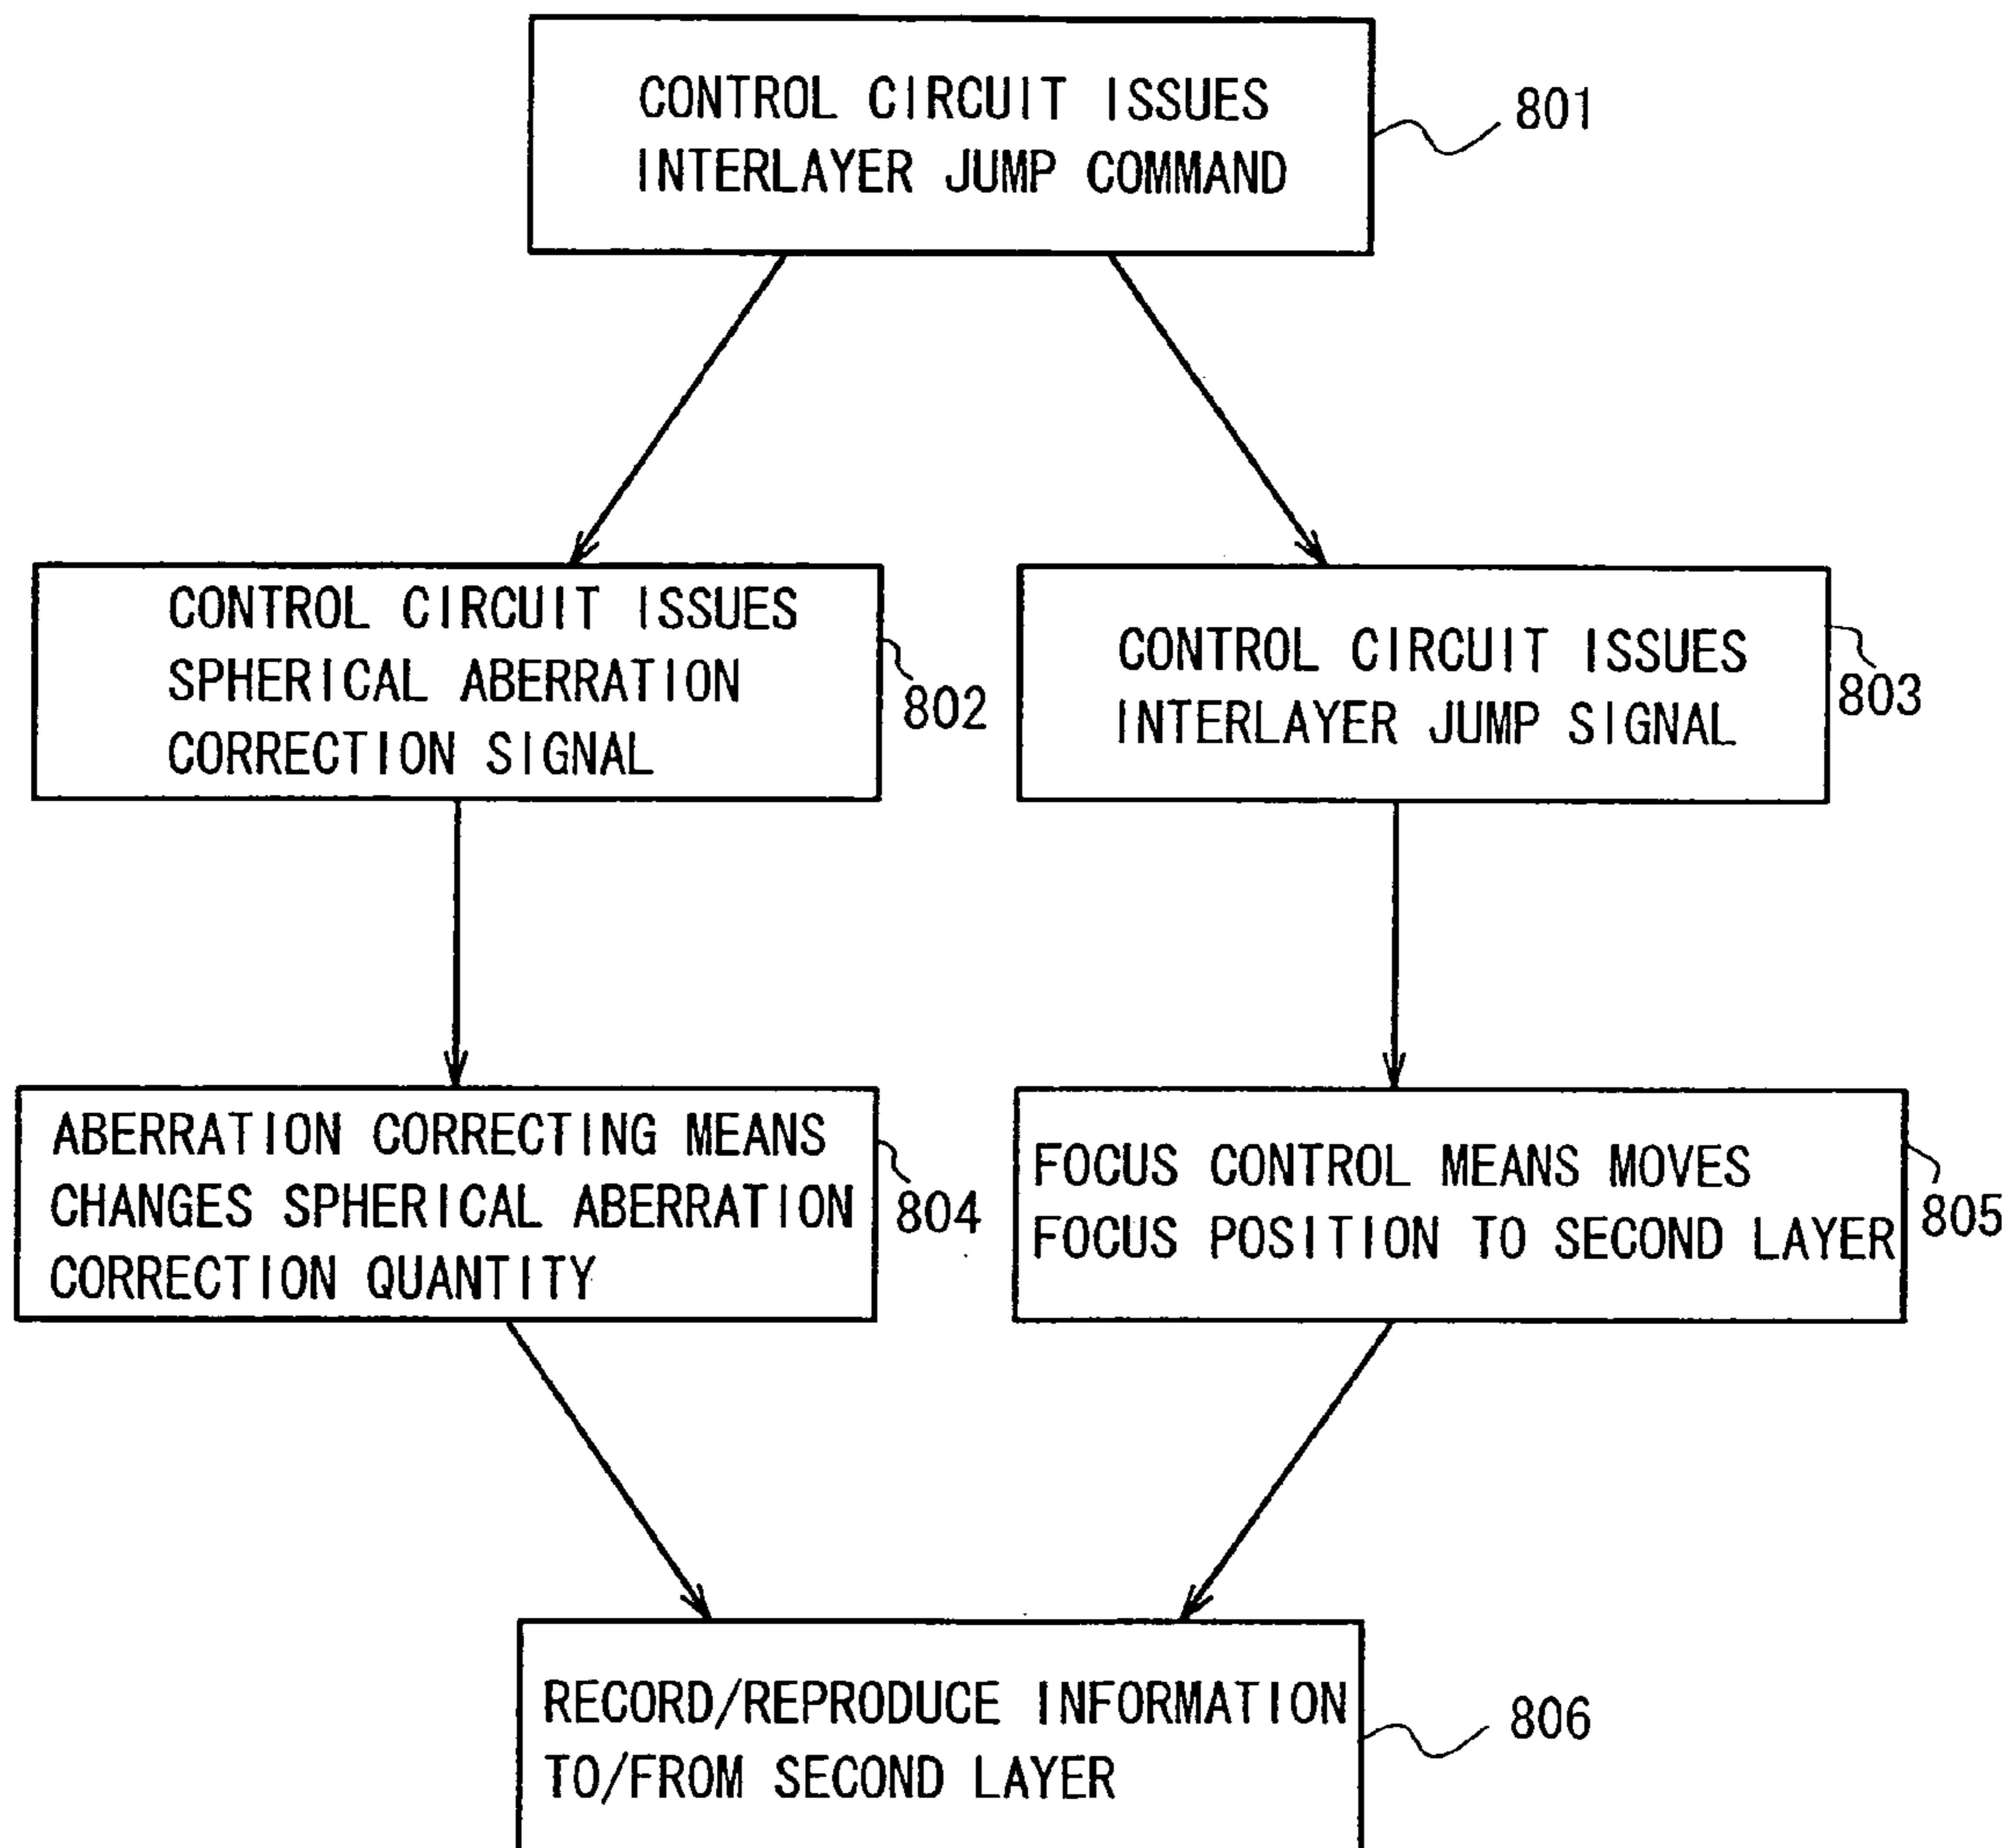 CONTROL CIRCUIT ISSUES
INTERLAYER JUMP COMMAND
801
CONTROL CIRCUIT ISSUES
SPHERICAL ABERRATION
CORRECTION SIGNAL
802
CONTROL CIRCUIT ISSUES
INTERLAYER JUMP SIGNAL
803
ABERRATION CORRECTING MEANS
CHANGES SPHERICAL ABERRATION
CORRECTION QUANTITY
804
FOCUS CONTROL MEANS MOVES
FOCUS POSITION TO SECOND LAYER
805
RECORD/REPRODUCE INFORMATION
TO/FROM SECOND LAYER
806